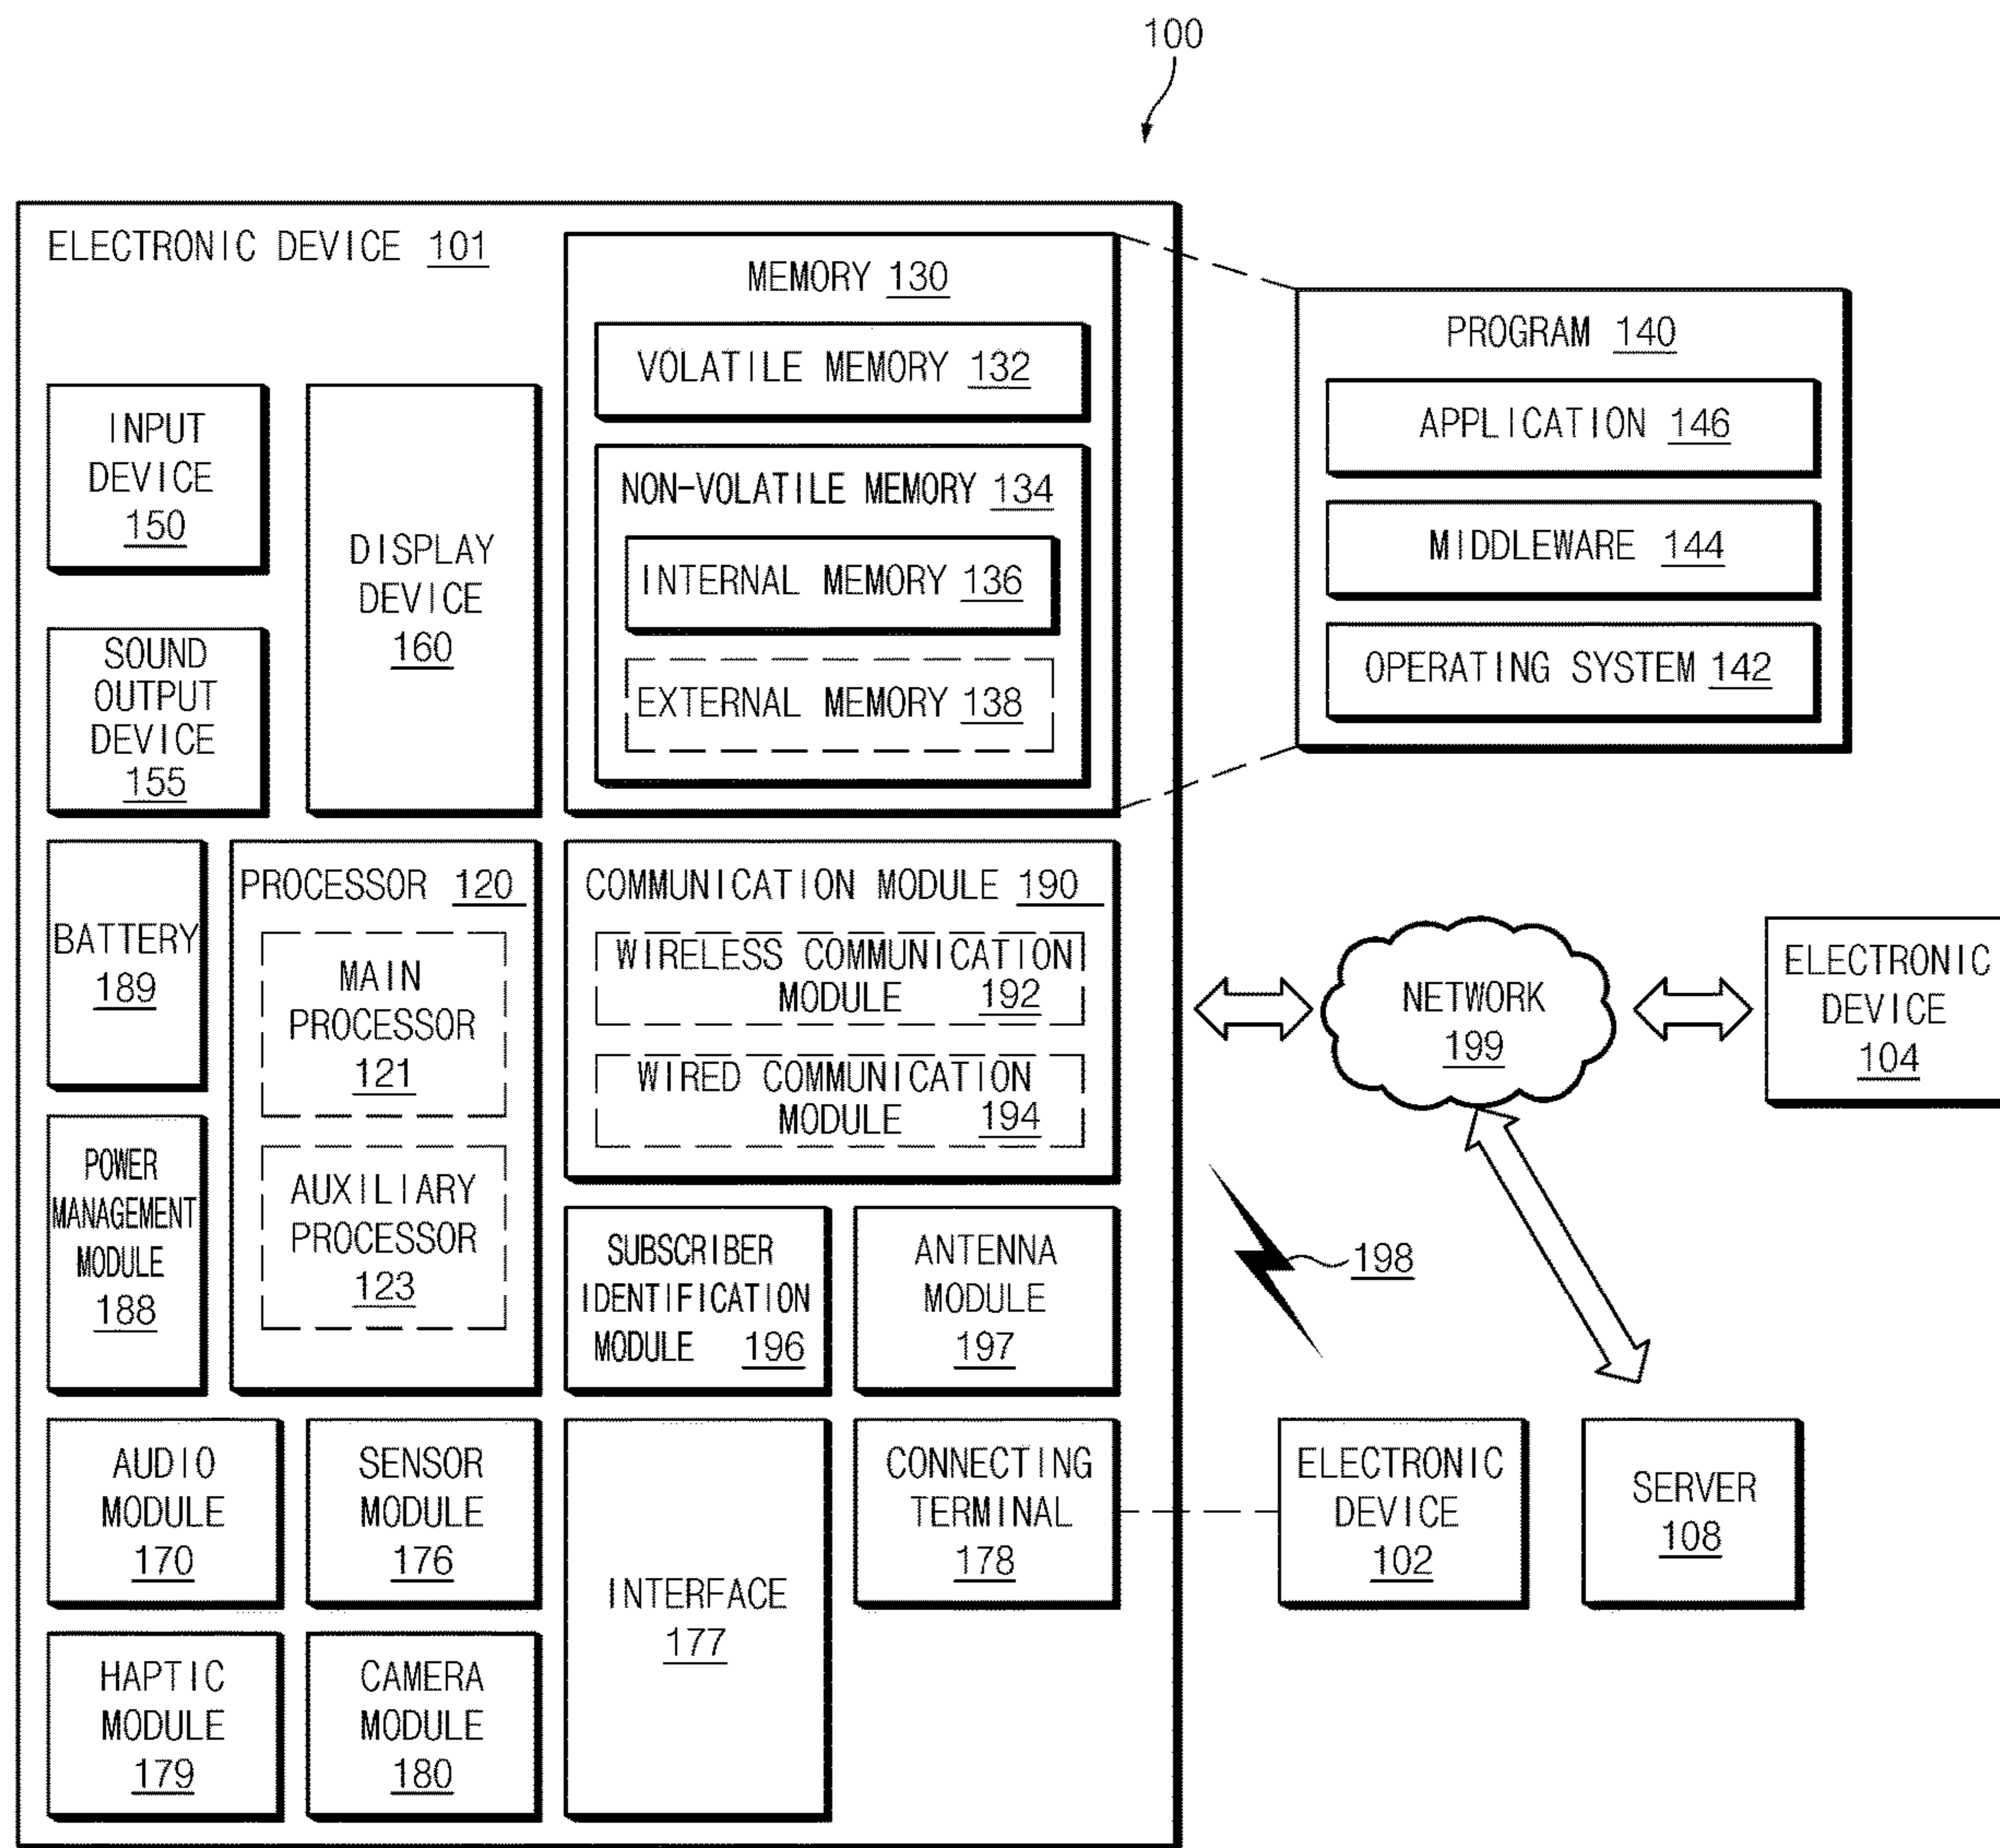 100
ELECTRONIC DEVICE 101
MEMORY 130
VOLATILE MEMORY 132
NON-VOLATILE MEMORY 134
INTERNAL MEMORY 136
EXTERNAL MEMORY 138
PROGRAM 140
APPLICATION 146
MIDDLEWARE 144
OPERATING SYSTEM 142
INPUT
DEVICE
150
SOUND
OUTPUT
DEVICE
155
DISPLAY
DEVICE
160
BATTERY
189
POWER
MANAGEMENT
MODULE
188
PROCESSOR 120
MAIN
PROCESSOR
121
AUXILIARY
PROCESSOR
123
COMMUNICATION MODULE 190
WIRELESS COMMUNICATION
MODULE 192
WIRED COMMUNICATION
MODULE 194
SUBSCRIBER
IDENTIFICATION
MODULE 196
ANTENNA
MODULE
197
NETWORK
199
ELECTRONIC
DEVICE
104
198
AUDIO
MODULE
170
SENSOR
MODULE
176
INTERFACE
177
CONNECTING
TERMINAL
178
ELECTRONIC
DEVICE
102
SERVER
108
HAPTIC
MODULE
179
CAMERA
MODULE
180